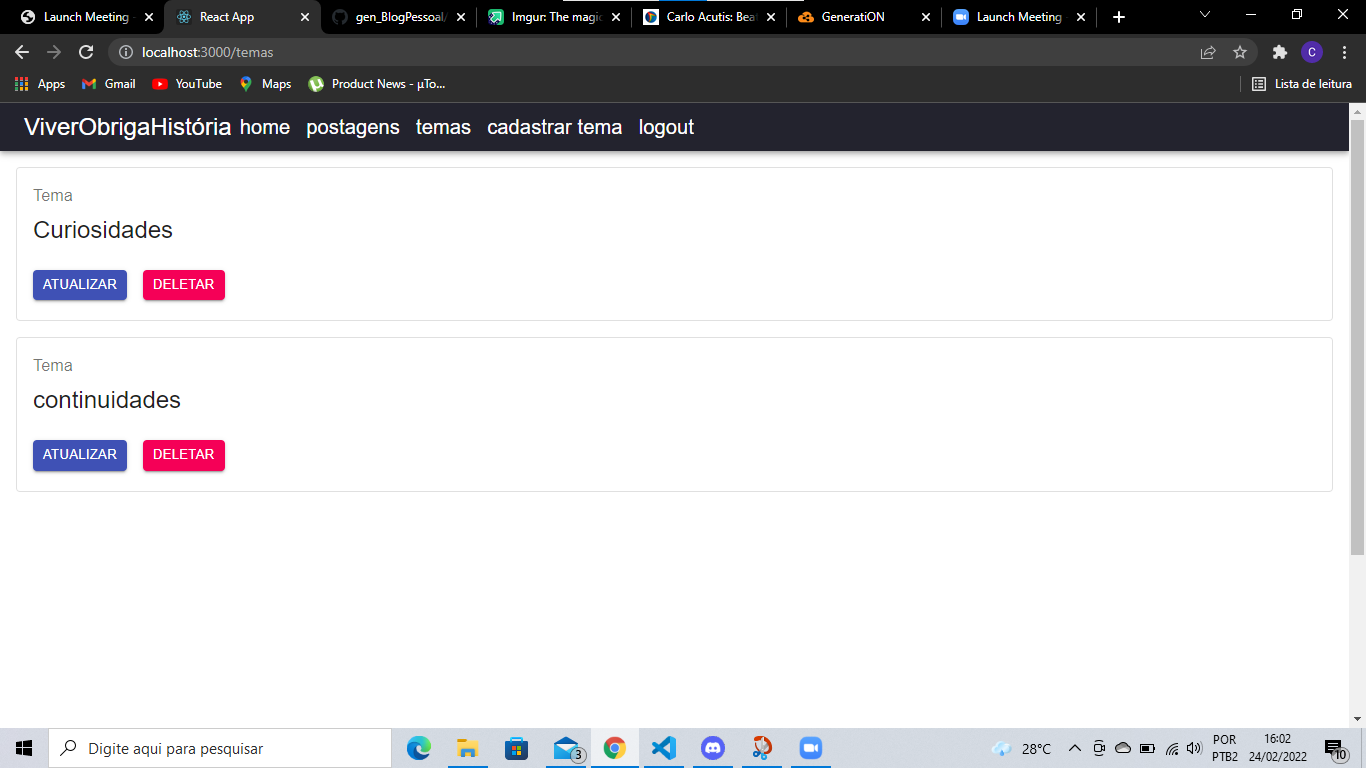 Launch Meeting -
React App
gen_BlogPessoal/
Imgur: The magic
Carlo Acutis: Bea
GeneratiON
Launch Meeting -
localhost:3000/temas
C
Apps
Gmail
YouTube
Maps
Product News - µTo...
Lista de leitura
ViverObrigaHistória home postagens temas cadastrar tema logout
Tema
Curiosidades
ATUALIZAR DELETAR
Tema
continuidades
ATUALIZAR DELETAR
Digite aqui para pesquisar
3
28°C
POR
PTB2
16:02
24/02/2022
10